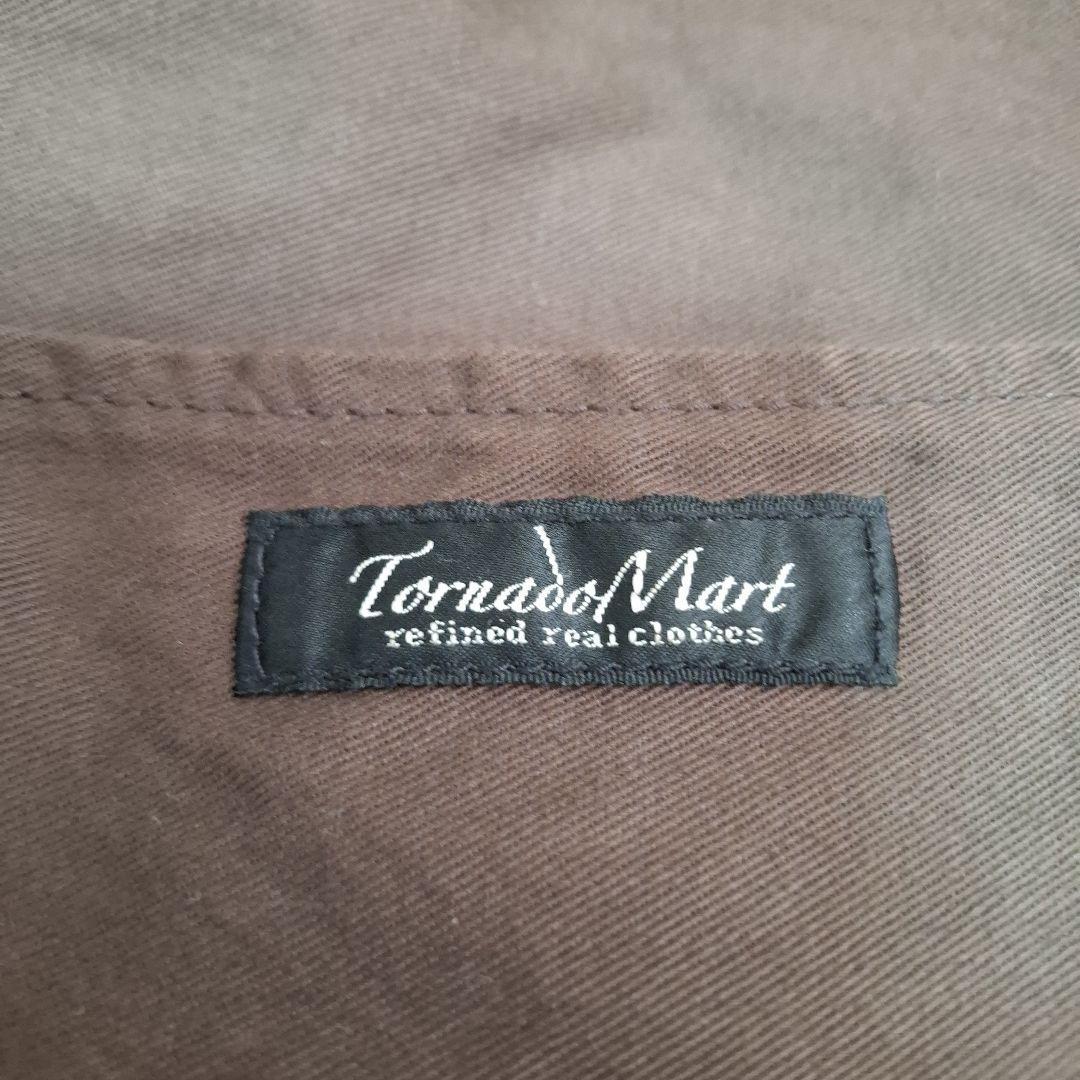 TornadoMart
refined real clothes